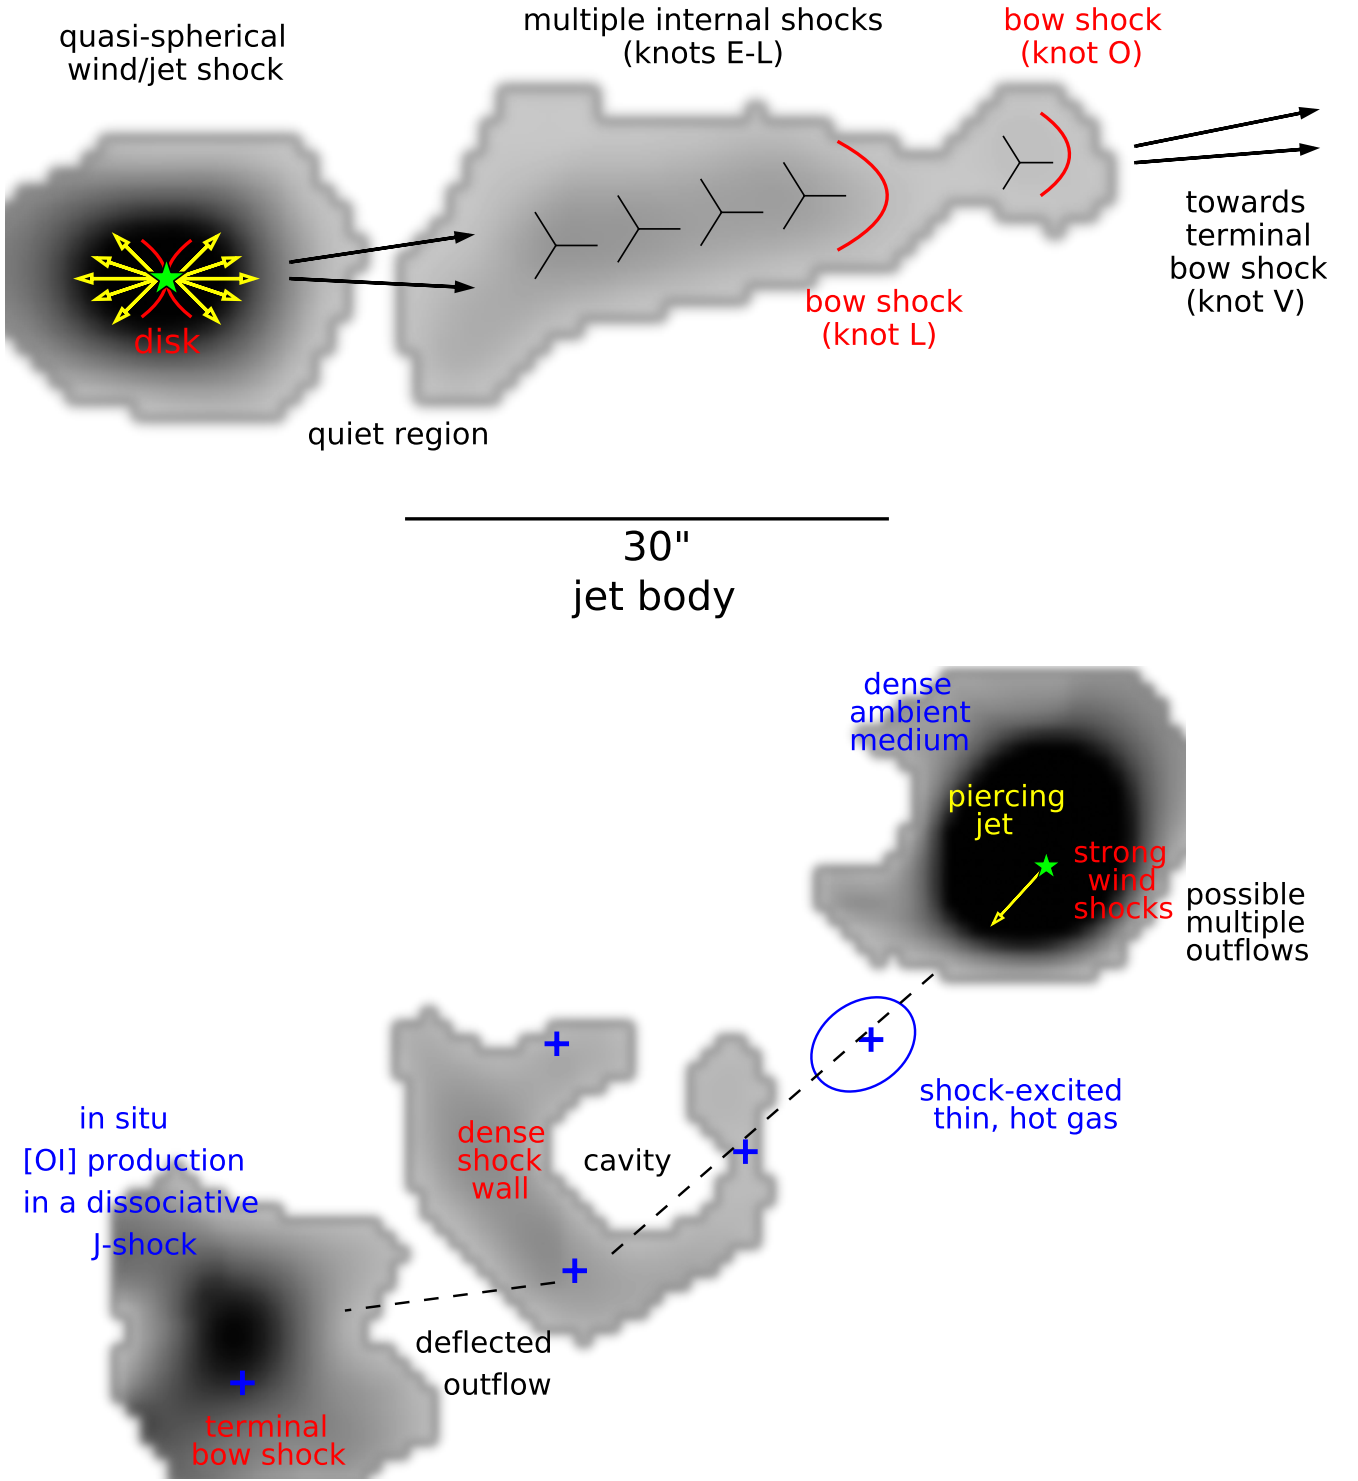 quasi-spherical
wind/jet shock
multiple internal shocks
(knots E-L)
bow shock
(knot O)
disk
bow shock
(knot L)
towards
terminal
bow shock
(knot V)
quiet region
30"
jet body
dense
ambient
medium
piercing
jet
strong
wind
shocks
possible
multiple
outflows
shock-excited
thin, hot gas
dense
shock
wall
cavity
in situ
[OI] production
in a dissociative
J-shock
deflected
outflow
terminal
bow shock